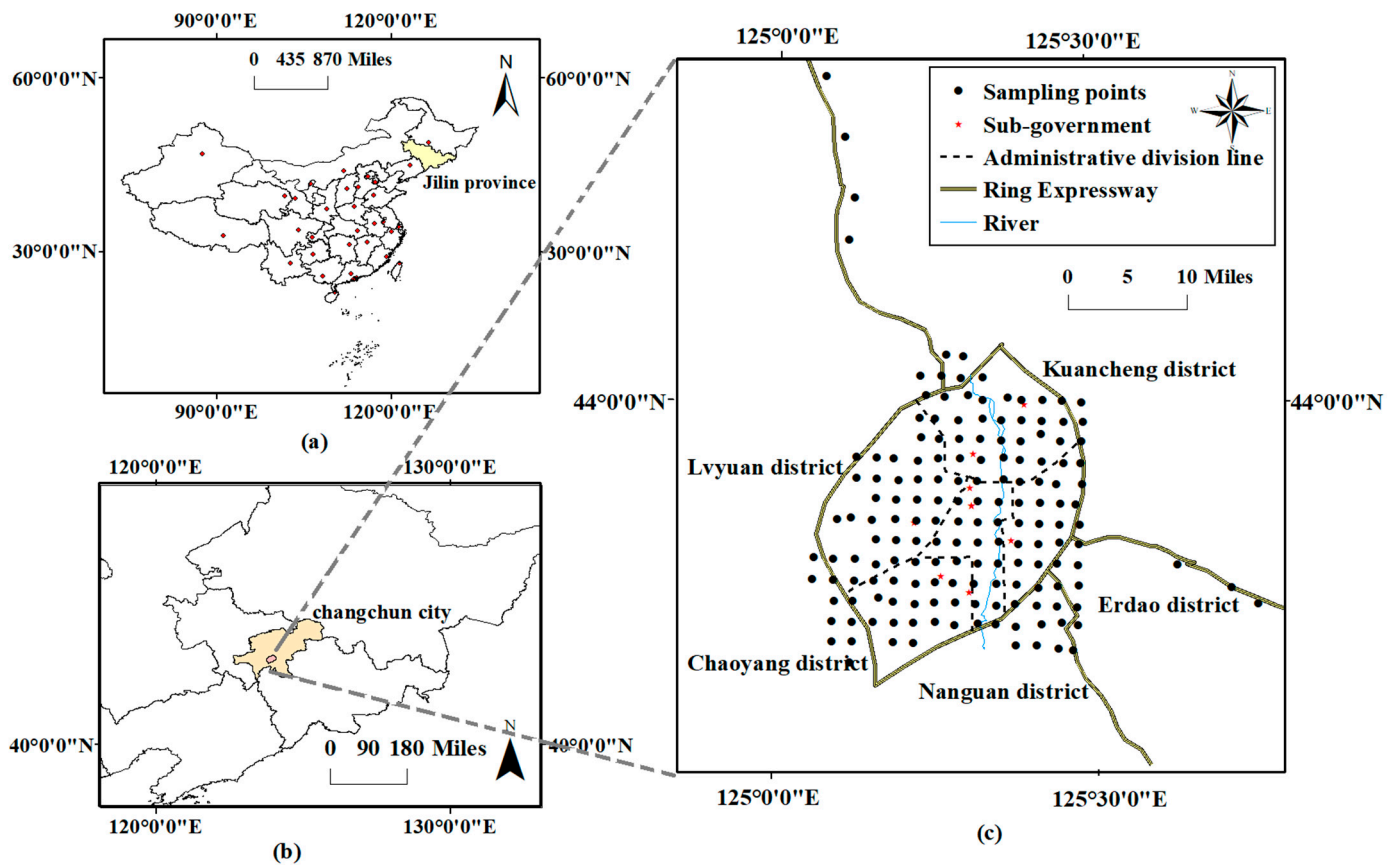 90°0'0"E 120°0'0"E
0 435 870 Miles
N
60°0'0"N 60°0'0"N
Jilin province
30°0'0"N 30°0'0"N
90°0'0"E 120°0'0"E
(a)
120°0'0"E 130°0'0"E
changchun city
N
0 90 180 Miles
40°0'0"N 40°0'0"N
120°0'0"E 130°0'0"E
(b)
125°0'0"E 125°30'0"E
Sampling points
Sub-government
Administrative division line
Ring Expressway
River
N
W E
S
0 5 10 Miles
Kuancheng district
44°0'0"N 44°0'0"N
Lvyuan district
Erdao district
Chaoyang district
Nanguan district
125°0'0"E 125°30'0"E
(c)